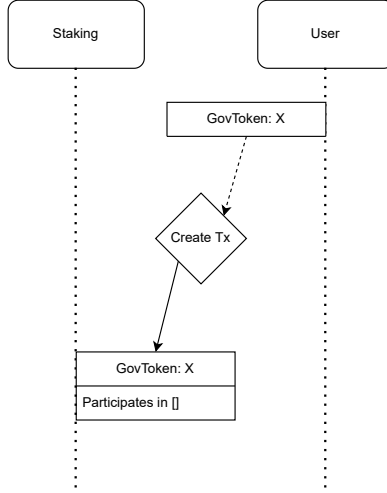 Staking
User
GovToken: X
Create Tx
GovToken: X
Participates in []